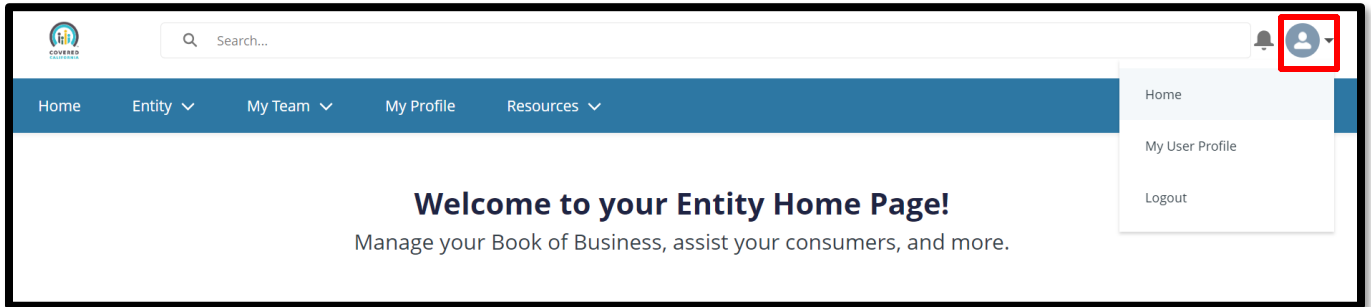 COVERED
CALIFORNIA
Search...
Home Entity My Team My Profile Resources
Home
My User Profile
Logout
Welcome to your Entity Home Page!
Manage your Book of Business, assist your consumers, and more.